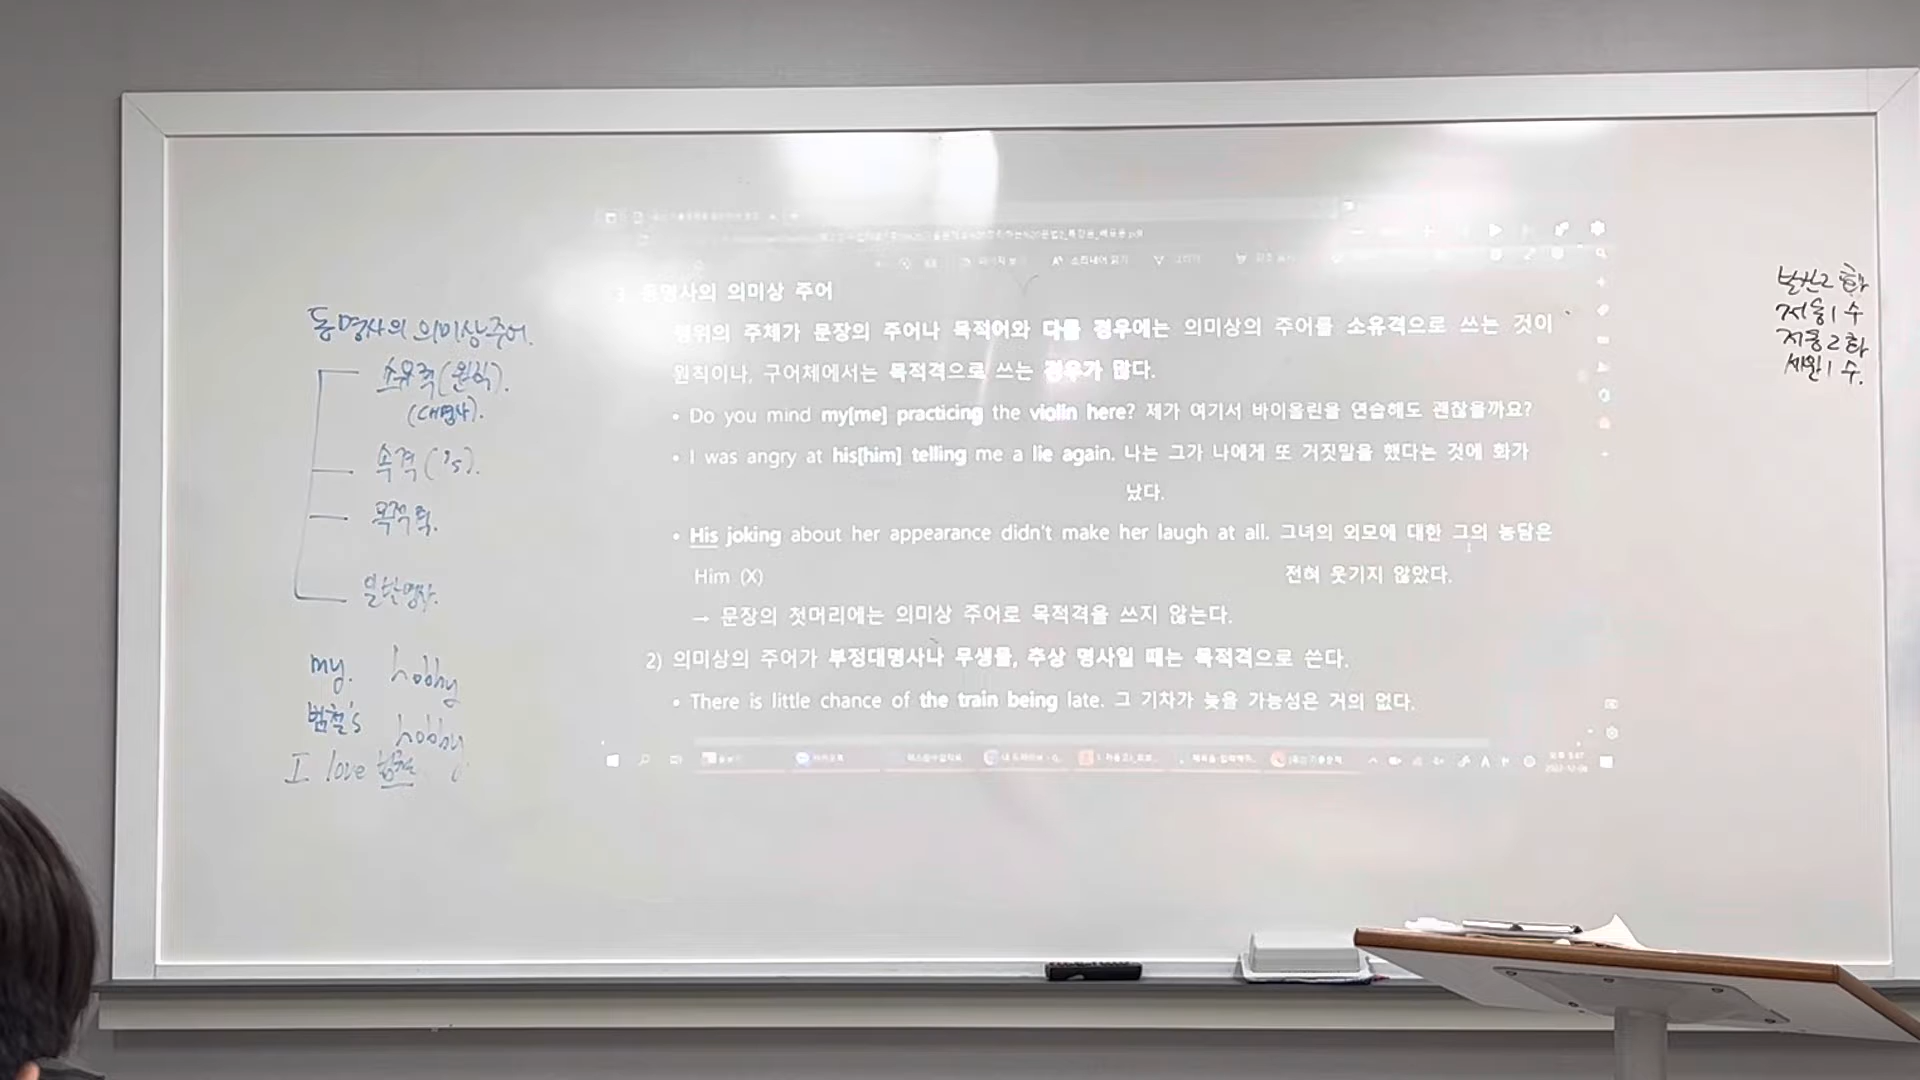 동명사의 의미상 주어.
소유격(원칙).
(대명사).
속격('s).
목적격.
일반명사.
my. hobby
범철's hobby
I love 범철
동명사의 의미상 주어
행위의 주체가 문장의 주어나 목적어와 다를 경우에는 의미상의 주어를 소유격으로 쓰는 것이
원칙이나, 구어체에서는 목적격으로 쓰는 경우가 많다.
• Do you mind my[me] practicing the violin here? 제가 여기서 바이올린을 연습해도 괜찮을까요?
• I was angry at his[him] telling me a lie again. 나는 그가 나에게 또 거짓말을 했다는 것에 화가
났다.
• His joking about her appearance didn't make her laugh at all. 그녀의 외모에 대한 그의 농담은
Him (X) 전혀 웃기지 않았다.
→ 문장의 첫머리에는 의미상 주어로 목적격을 쓰지 않는다.
2) 의미상의 주어가 부정대명사나 무생물, 추상 명사일 때는 목적격으로 쓴다.
• There is little chance of the train being late. 그 기차가 늦을 가능성은 거의 없다.
소리내어 읽기
2 화
1 수
2 화
1 수.